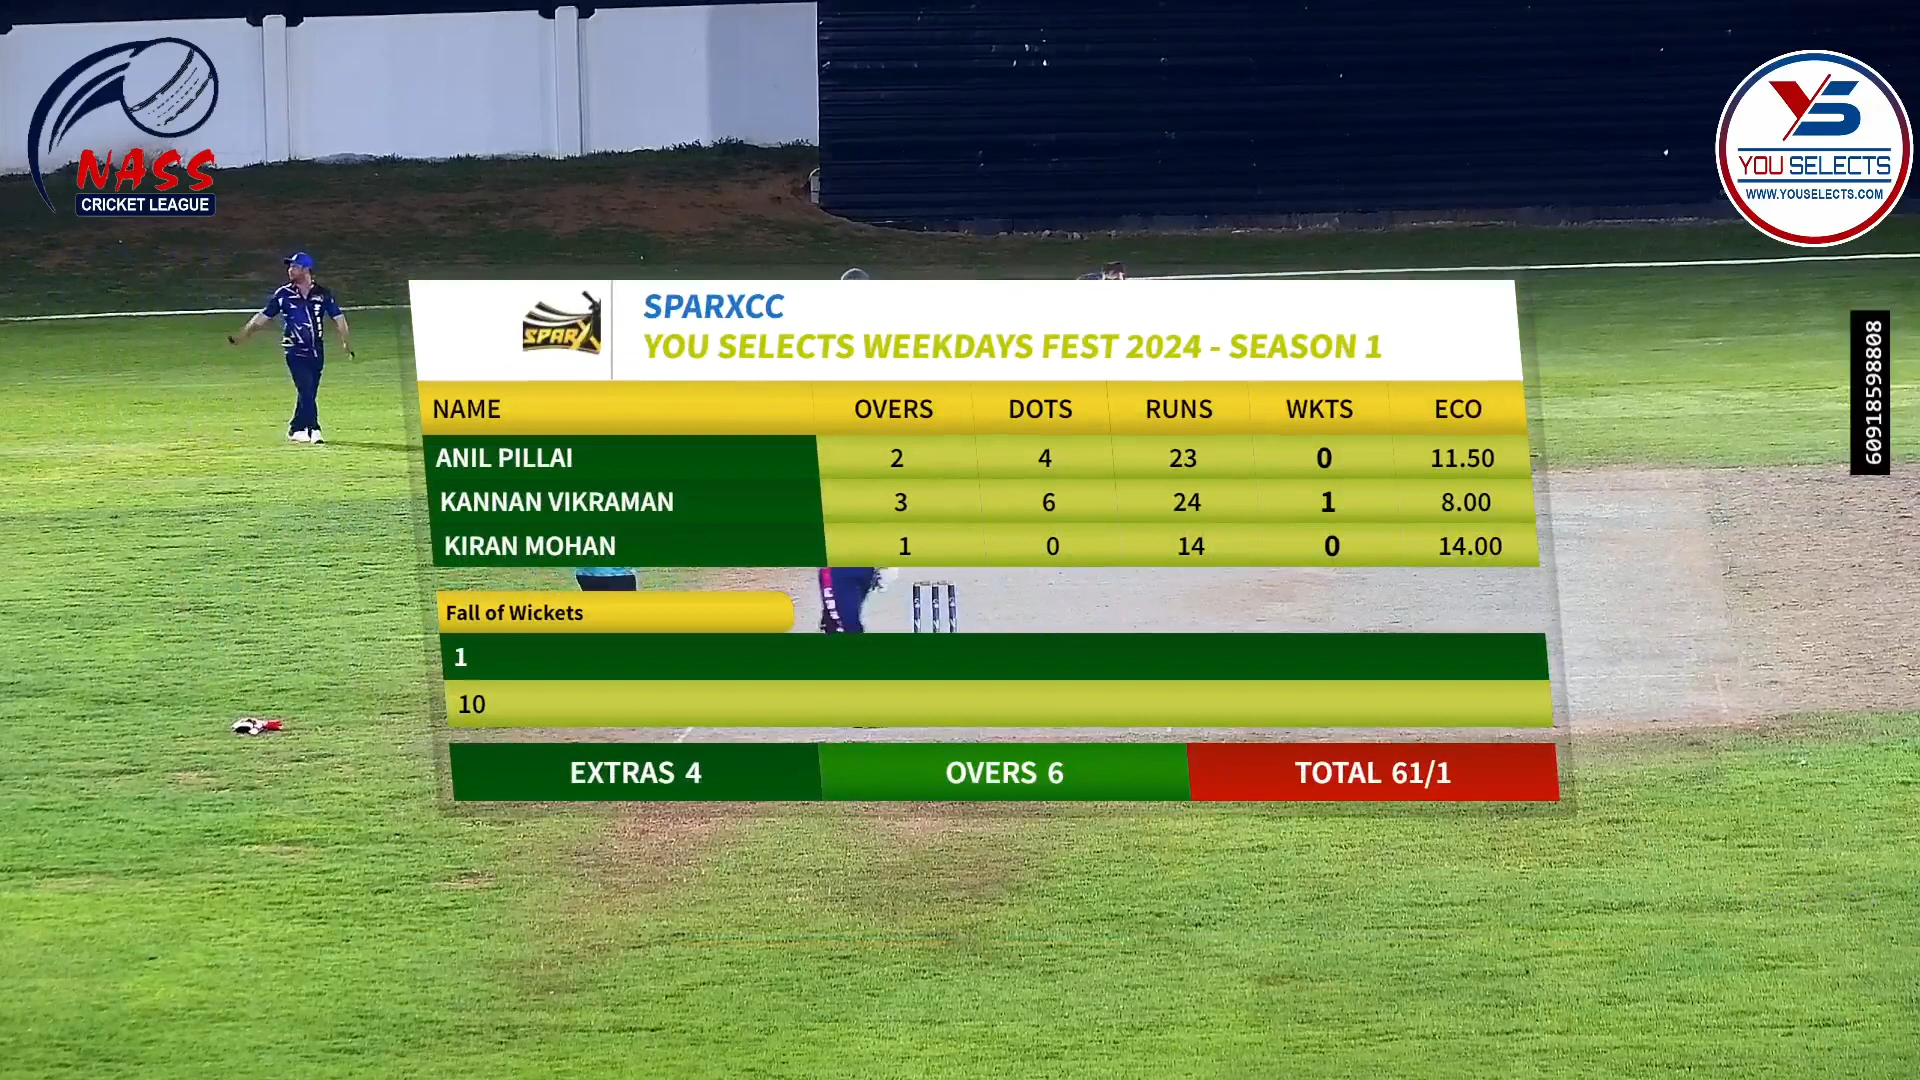 NASS
CRICKET LEAGUE
YS
YOU SELECTS
WWW.YOUSELECTS.COM
SPARX
SPARXCC
YOU SELECTS WEEKDAYS FEST 2024 - SEASON 1
NAME OVERS DOTS RUNS WKTS ECO
ANIL PILLAI 2 4 23 0 11.50
KANNAN VIKRAMAN 3 6 24 1 8.00
KIRAN MOHAN 1 0 14 0 14.00
Fall of Wickets
1
10
EXTRAS 4 OVERS 6 TOTAL 61/1
60918598808